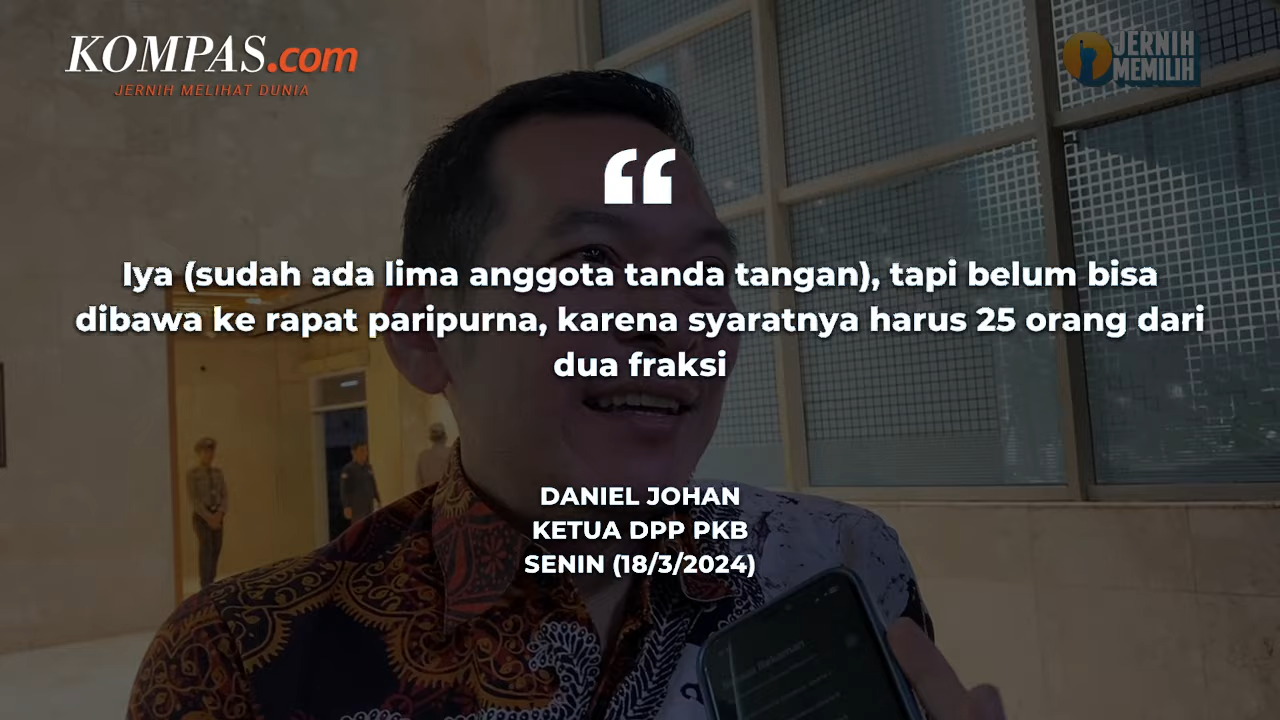 KOMPAS.com
JERNIH MELIHAT DUNIA
JERNIH
MEMILIH
Iya (sudah ada lima anggota tanda tangan), tapi belum bisa
dibawa ke rapat paripurna, karena syaratnya harus 25 orang dari
dua fraksi
DANIEL JOHAN
KETUA DPP PKB
SENIN (18/3/2024)